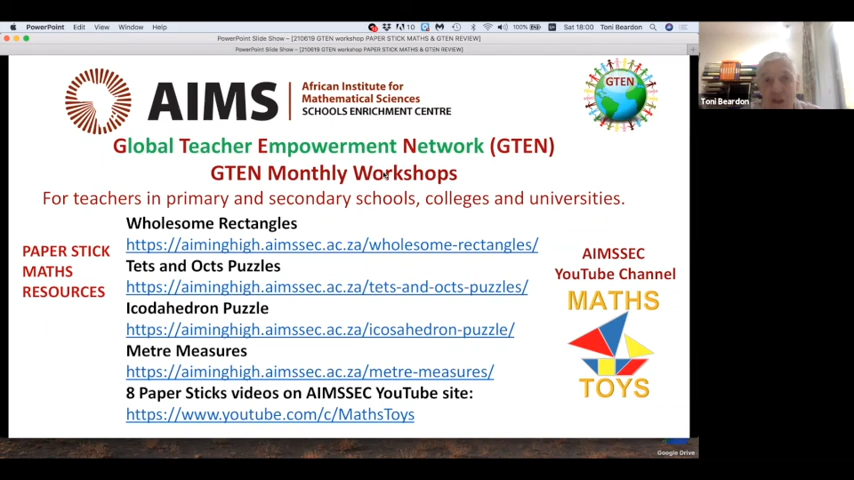 PowerPoint File Edit View Window Help 10 100% Sat 18:00 Toni Beardon
PowerPoint Slide Show - [210619 GTEN workshop PAPER STICK MATHS & GTEN REVIEW]
PowerPoint Slide Show - [210619 GTEN workshop PAPER STICK MATHS & GTEN REVIEW]
AIMS
African Institute for
Mathematical Sciences
SCHOOLS ENRICHMENT CENTRE
GTEN
Toni Beardon
Global Teacher Empowerment Network (GTEN)
GTEN Monthly Workshops
For teachers in primary and secondary schools, colleges and universities.
PAPER STICK
MATHS
RESOURCES
Wholesome Rectangles
https://aiminghigh.aimssec.ac.za/wholesome-rectangles/
Tets and Octs Puzzles
https://aiminghigh.aimssec.ac.za/tets-and-octs-puzzles/
Icodahedron Puzzle
https://aiminghigh.aimssec.ac.za/icosahedron-puzzle/
Metre Measures
https://aiminghigh.aimssec.ac.za/metre-measures/
8 Paper Sticks videos on AIMSSEC YouTube site:
https://www.youtube.com/c/MathsToys
AIMSSEC
YouTube Channel
MATHS
TOYS
Google Drive